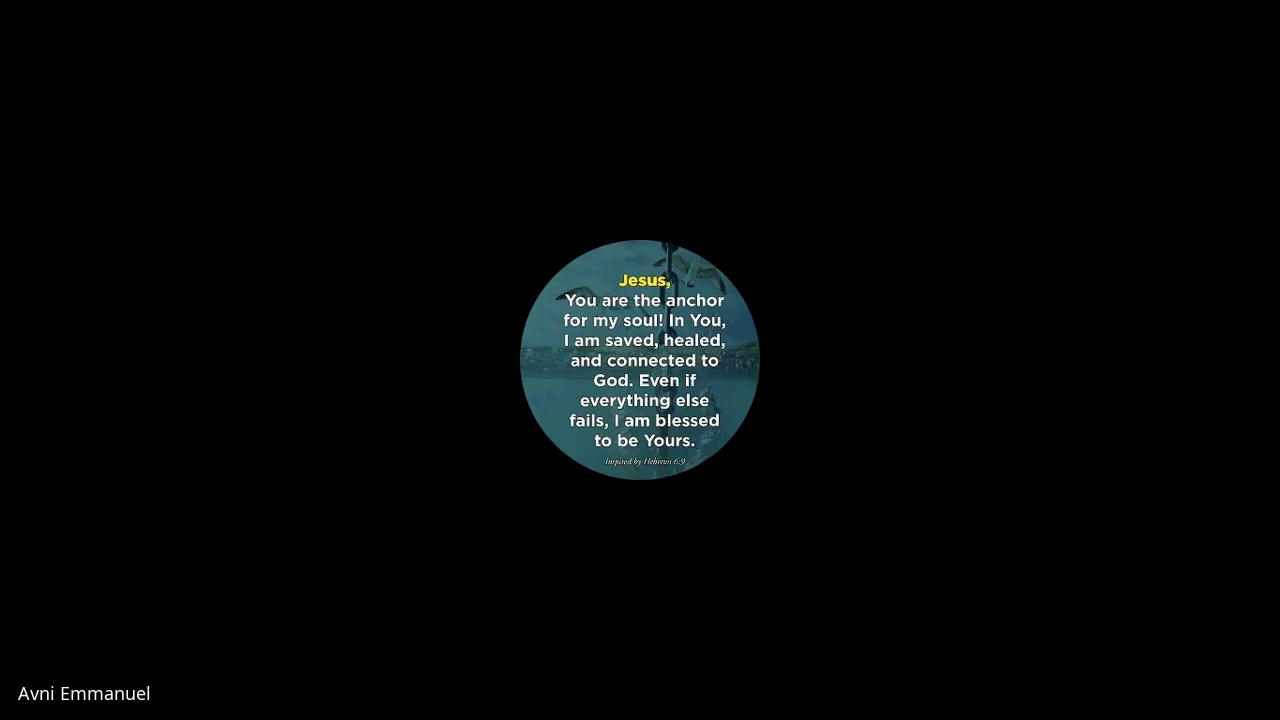 Jesus,
You are the anchor
for my soul! In You,
I am saved, healed,
and connected to
God. Even if
everything else
fails, I am blessed
to be Yours.
Inspired by Hebrews 6:9
Avni Emmanuel